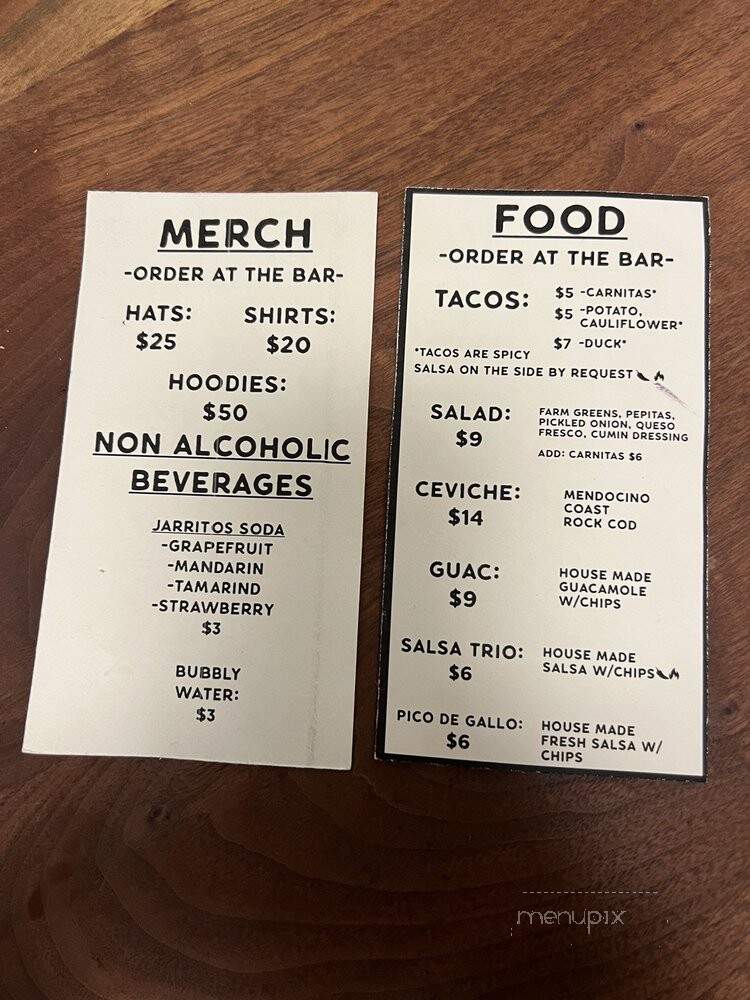 MERCH
-ORDER AT THE BAR-
HATS: SHIRTS:
$25 $20
HOODIES:
$50
NON ALCOHOLIC
BEVERAGES
JARRITOS SODA
-GRAPEFRUIT
-MANDARIN
-TAMARIND
-STRAWBERRY
$3
BUBBLY
WATER:
$3
FOOD
-ORDER AT THE BAR-
TACOS: $5 -CARNITAS*
$5 -POTATO,
CAULIFLOWER*
$7 -DUCK*
*TACOS ARE SPICY
SALSA ON THE SIDE BY REQUEST
SALAD: FARM GREENS, PEPITAS,
$9 PICKLED ONION, QUESO
FRESCO, CUMIN DRESSING
ADD: CARNITAS $6
CEVICHE: MENDOCINO
$14 COAST
ROCK COD
GUAC: HOUSE MADE
$9 GUACAMOLE
W/CHIPS
SALSA TRIO: HOUSE MADE
$6 SALSA W/CHIPS
PICO DE GALLO: HOUSE MADE
$6 FRESH SALSA W/
CHIPS
menupix